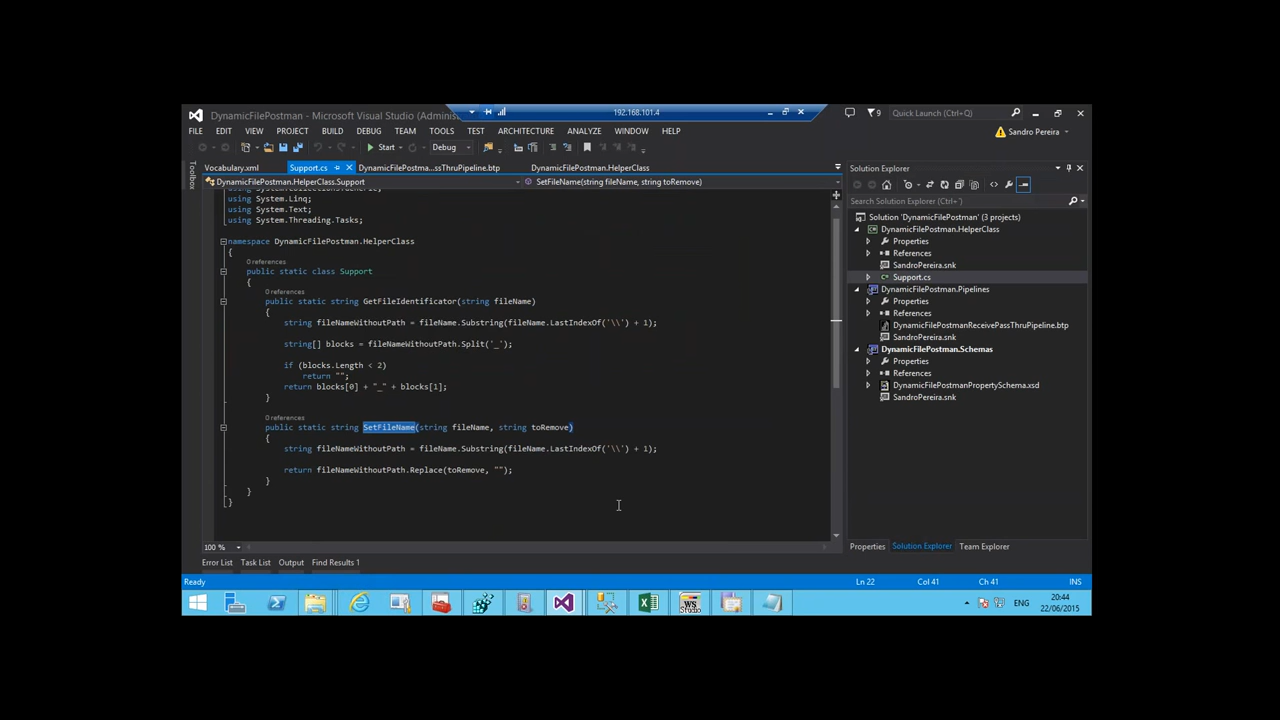 DynamicFilePostman - Microsoft Visual Studio (Adminis
192.168.101.4
9
Quick Launch (Ctrl+Q)
FILE EDIT VIEW PROJECT BUILD DEBUG TEAM TOOLS TEST ARCHITECTURE ANALYZE WINDOW HELP
Sandro Pereira
Start Debug
Toolbox
Vocabulary.xml Support.cs DynamicFilePostma...ssThruPipeline.btp DynamicFilePostman.HelperClass
DynamicFilePostman.HelperClass.Support SetFileName(string fileName, string toRemove)
using System.Linq;
using System.Text;
using System.Threading.Tasks;
namespace DynamicFilePostman.HelperClass
{
0 references
public static class Support
{
0 references
public static string GetFileIdentificator(string fileName)
{
string fileNameWithoutPath = fileName.Substring(fileName.LastIndexOf('\\') + 1);
string[] blocks = fileNameWithoutPath.Split('_');
if (blocks.Length < 2)
return "";
return blocks[0] + "_" + blocks[1];
}
0 references
public static string SetFileName(string fileName, string toRemove)
{
string fileNameWithoutPath = fileName.Substring(fileName.LastIndexOf('\\') + 1);
return fileNameWithoutPath.Replace(toRemove, "");
}
}
}
100 %
Solution Explorer
Search Solution Explorer (Ctrl+')
Solution 'DynamicFilePostman' (3 projects)
DynamicFilePostman.HelperClass
Properties
References
SandroPereira.snk
Support.cs
DynamicFilePostman.Pipelines
Properties
References
DynamicFilePostmanReceivePassThruPipeline.btp
SandroPereira.snk
DynamicFilePostman.Schemas
Properties
References
DynamicFilePostmanPropertySchema.xsd
SandroPereira.snk
Properties Solution Explorer Team Explorer
Error List Task List Output Find Results 1
Ready Ln 22 Col 41 Ch 41 INS
WS
Studio
ENG
20:44
22/06/2015